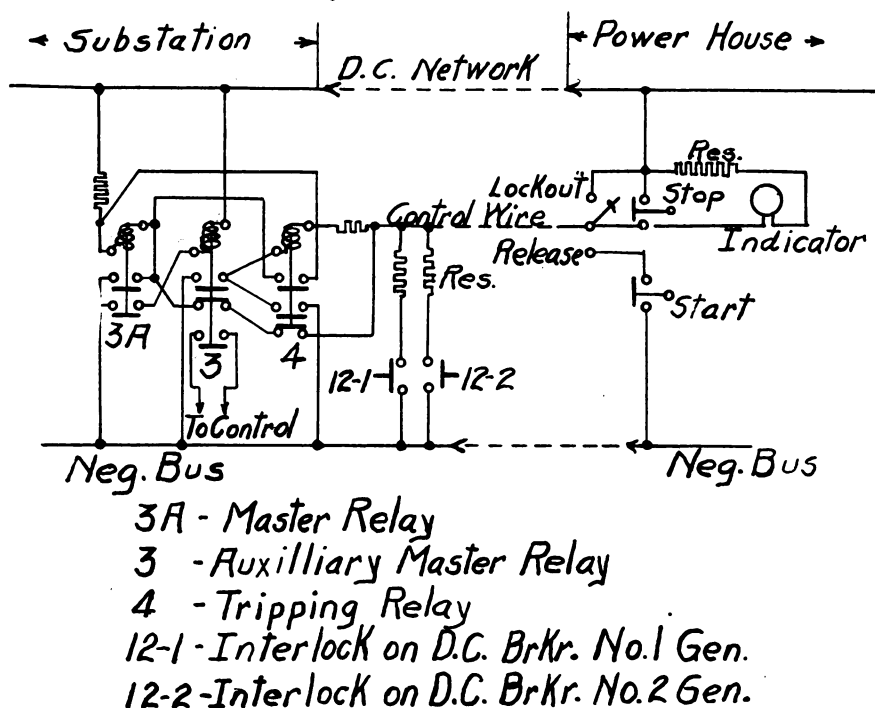 Substation
Power House
D.C. Network
Res.
Lockout
Stop
Control Wire
Indicator
Release
Res.
Start
3A
3
4
12-1
12-2
To Control
Neg. Bus
Neg. Bus
3A - Master Relay
3 - Auxilliary Master Relay
4 - Tripping Relay
12-1 - Interlock on D.C. BrKr. No.1 Gen.
12-2 - Interlock on D.C. BrKr. No.2 Gen.